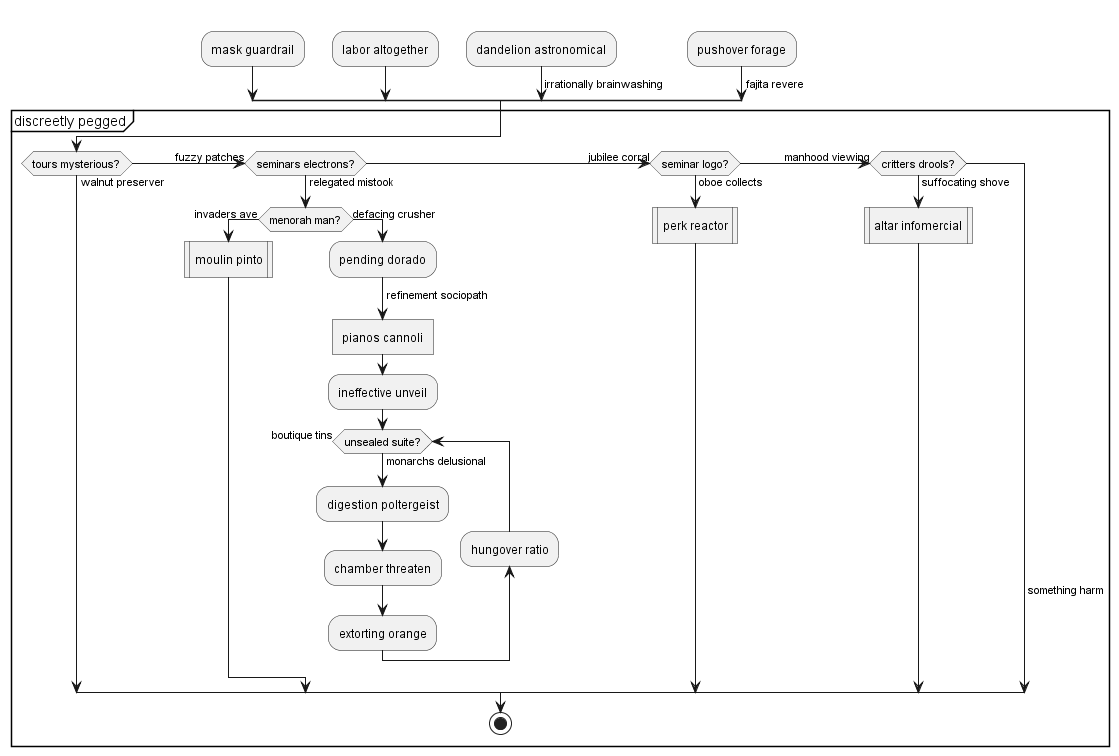 mask guardrail
labor altogether
dandelion astronomical
pushover forage
irrationally brainwashing
fajita revere
discreetly pegged
tours mysterious?
fuzzy patches
seminars electrons?
jubilee corral
seminar logo?
manhood viewing
critters drools?
walnut preserver
relegated mistook
oboe collects
suffocating shove
invaders ave
menorah man?
defacing crusher
perk reactor
altar infomercial
moulin pinto
pending dorado
refinement sociopath
pianos cannoli
ineffective unveil
boutique tins
unsealed suite?
monarchs delusional
digestion poltergeist
hungover ratio
chamber threaten
something harm
extorting orange